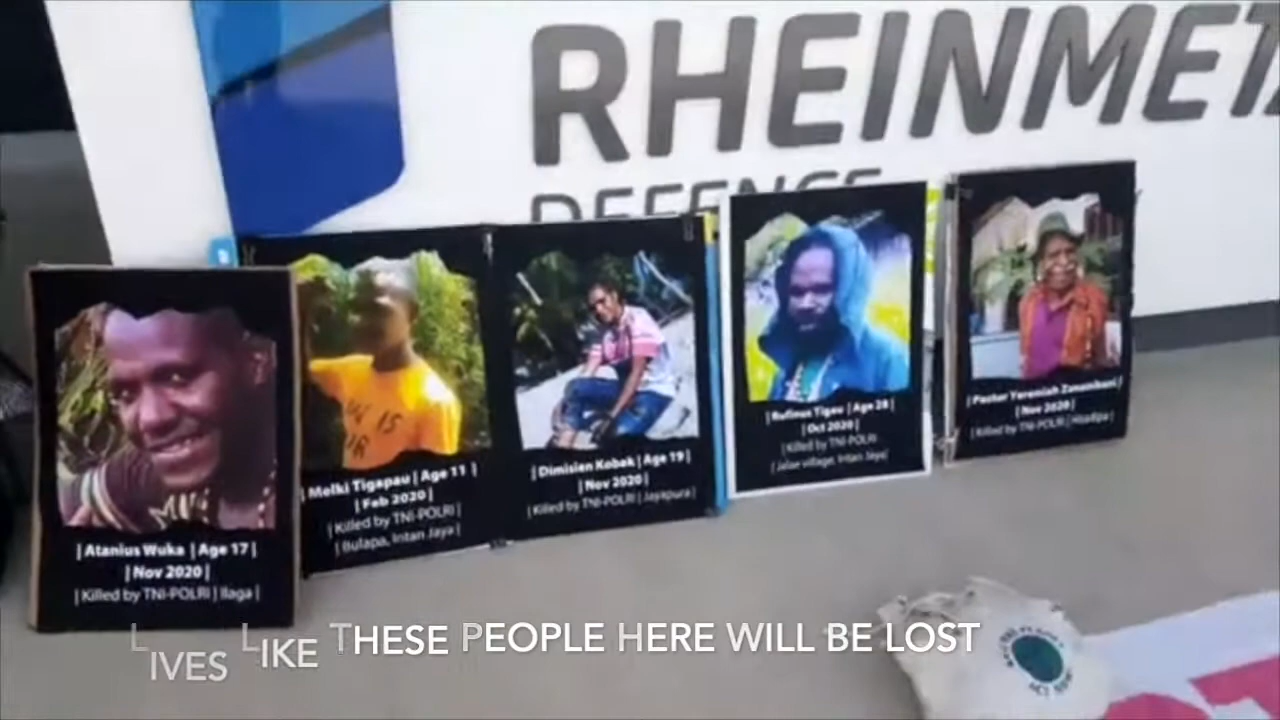 RHEINMET
DEFENCE
| Atanius Wuka | Age 17 |
| Nov 2020 |
| Killed by TNI-POLRI | Ilaga |
| Melki Tigapau | Age 11 |
| Feb 2020 |
| Killed by TNI-POLRI |
| Bulapa, Intan Jaya |
| Dimisien Kobak | Age 19 |
| Nov 2020 |
| Killed by TNI-POLRI | Jayapura |
| Rufinus Tigau | Age 28 |
| Oct 2020 |
| Killed by TNI-POLRI
| Jalae village, Intan Jaya |
| Pastor Yeremiah Zanambani |
| Nov 2020 |
| Killed by TNI-POLRI | Hitadipa |
LIVES LIKE THESE PEOPLE HERE WILL BE LOST